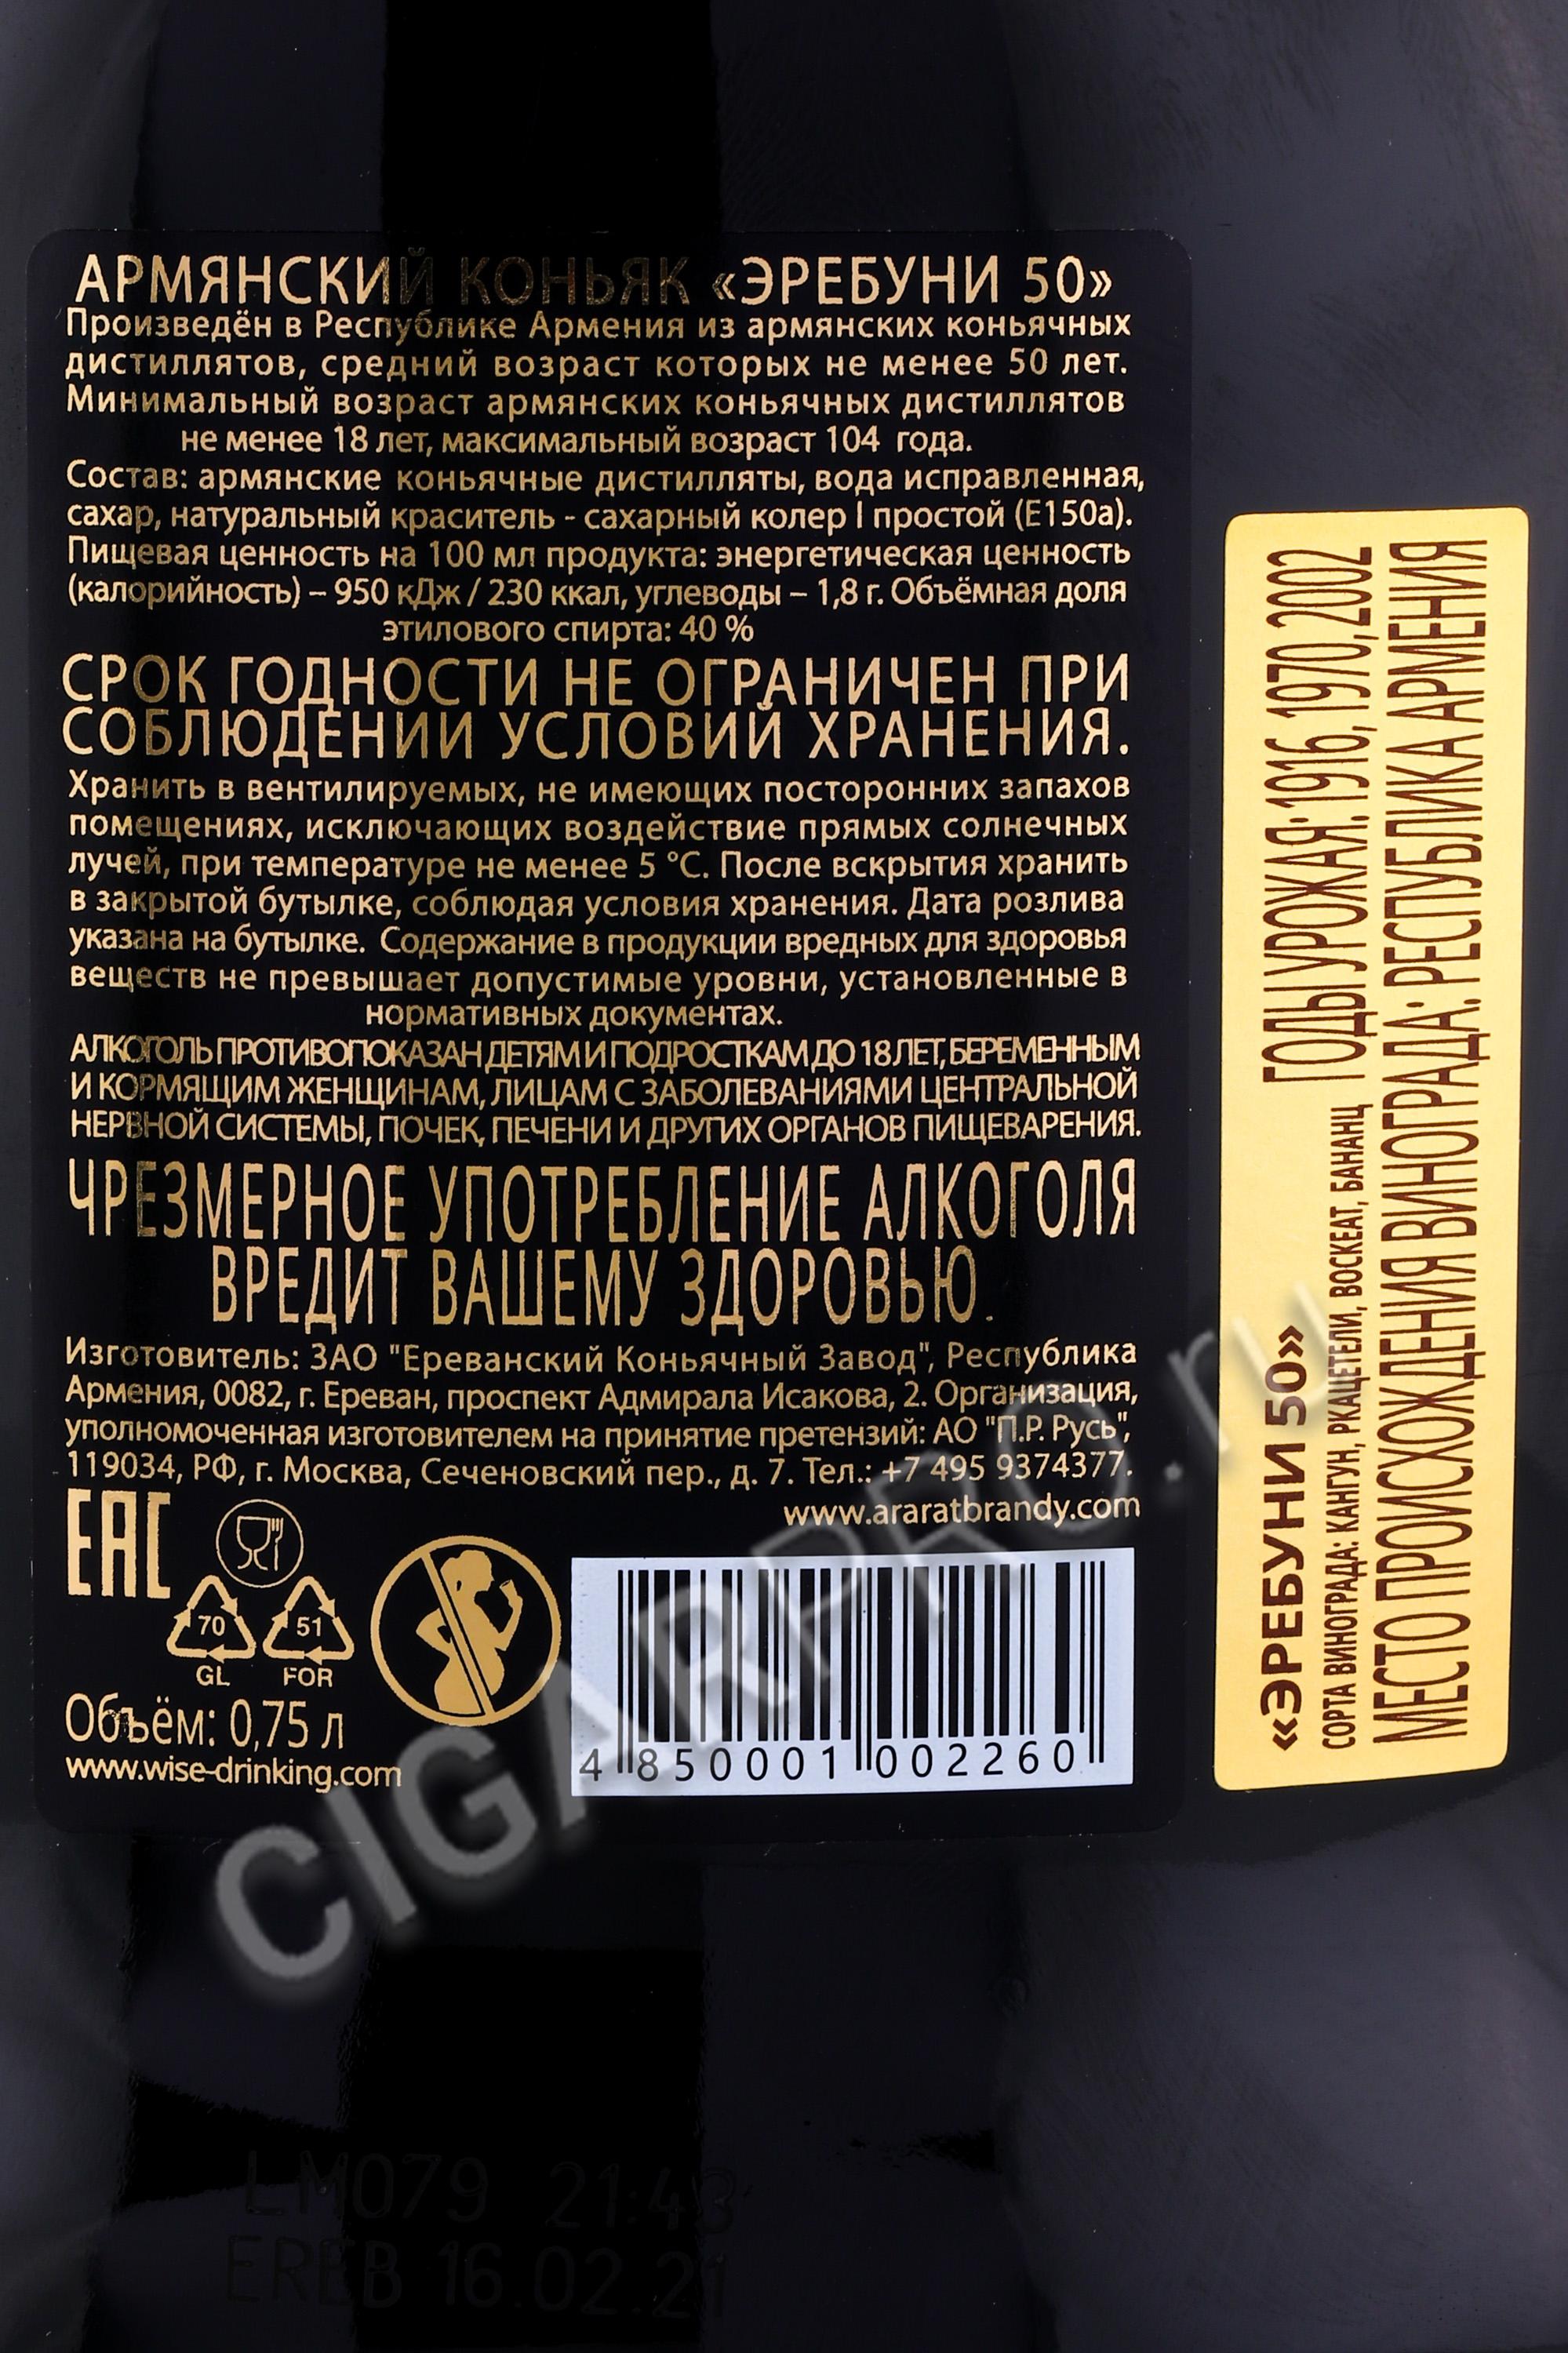 АРМЯНСКИЙ КОНЬЯК «ЭРЕБУНИ 50»
Произведён в Республике Армения из армянских коньячных
дистиллятов, средний возраст которых не менее 50 лет.
Минимальный возраст армянских коньячных дистиллятов
не менее 18 лет, максимальный возраст 104 года.
Состав: армянские коньячные дистилляты, вода исправленная,
сахар, натуральный краситель - сахарный колер I простой (Е150а).
Пищевая ценность на 100 мл продукта: энергетическая ценность
(калорийность) – 950 кДж / 230 ккал, углеводы – 1,8 г. Объёмная доля
этилового спирта: 40 %
СРОК ГОДНОСТИ НЕ ОГРАНИЧЕН ПРИ
СОБЛЮДЕНИИ УСЛОВИЙ ХРАНЕНИЯ.
Хранить в вентилируемых, не имеющих посторонних запахов
помещениях, исключающих воздействие прямых солнечных
лучей, при температуре не менее 5 °С. После вскрытия хранить
в закрытой бутылке, соблюдая условия хранения. Дата розлива
указана на бутылке. Содержание в продукции вредных для здоровья
веществ не превышает допустимые уровни, установленные в
нормативных документах.
АЛКОГОЛЬ ПРОТИВОПОКАЗАН ДЕТЯМ И ПОДРОСТКАМ ДО 18 ЛЕТ, БЕРЕМЕННЫМ
И КОРМЯЩИМ ЖЕНЩИНАМ, ЛИЦАМ С ЗАБОЛЕВАНИЯМИ ЦЕНТРАЛЬНОЙ
НЕРВНОЙ СИСТЕМЫ, ПОЧЕК, ПЕЧЕНИ И ДРУГИХ ОРГАНОВ ПИЩЕВАРЕНИЯ.
ЧРЕЗМЕРНОЕ УПОТРЕБЛЕНИЕ АЛКОГОЛЯ
ВРЕДИТ ВАШЕМУ ЗДОРОВЬЮ.
Изготовитель: ЗАО "Ереванский Коньячный Завод", Республика
Армения, 0082, г. Ереван, проспект Адмирала Исакова, 2. Организация,
уполномоченная изготовителем на принятие претензий: АО "П.Р. Русь",
119034, РФ, г. Москва, Сеченовский пер., д. 7. Тел.: +7 495 9374377.
www.araratbrandy.com
EAC
70
GL
51
FOR
Объём: 0,75 л
www.wise-drinking.com
4 850001 002260
«ЭРЕБУНИ 50»
СОРТА ВИНОГРАДА: КАНГУН, РКАЦЕТЕЛИ, ВОСКЕАТ, БАНАНЦ
ГОДЫ УРОЖАЯ: 1916, 1970, 2002
МЕСТО ПРОИСХОЖДЕНИЯ ВИНОГРАДА: РЕСПУБЛИКА АРМЕНИЯ
CIGARPRO.ru
LM079 21:43
EREB 16.02.21